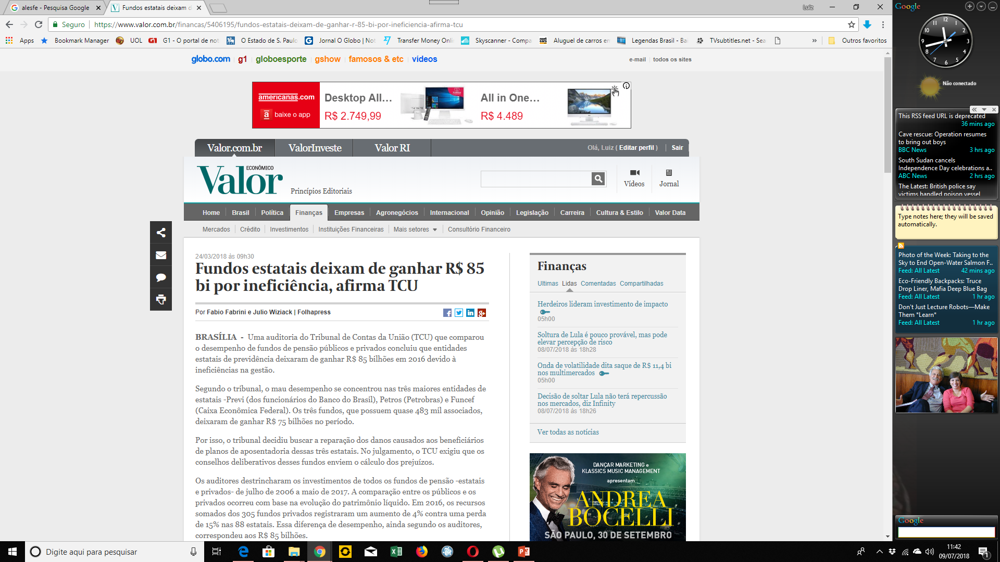 alesfe - Pesquisa Google
Fundos estatais deixam d
Luiz
Seguro
https://www.valor.com.br/financas/5406195/fundos-estatais-deixam-de-ganhar-r-85-bi-por-ineficiencia-afirma-tcu
Apps
Bookmark Manager
UOL
G1 - O portal de not
O Estado de S. Paulo
Jornal O Globo | Not
Transfer Money Onli
Skyscanner - Compa
Aluguel de carros em
Legendas Brasil - Ba
TVsubtitles.net - Sea
Outros favoritos
globo.com g1 globoesporte gshow famosos & etc vídeos
e-mail todos os sites
americanas.com
baixe o app
Desktop All...
R$ 2.749,99
All in One...
R$ 4.489
Valor.com.br ValorInveste Valor RI
Olá, Luiz ( Editar perfil ) Sair
Valor ECONÔMICO
Princípios Editoriais
Vídeos
Jornal
Home Brasil Política Finanças Empresas Agronegócios Internacional Opinião Legislação Carreira Cultura & Estilo Valor Data
Mercados Crédito Investimentos Instituições Financeiras Mais setores Consultório Financeiro
24/03/2018 às 09h30
Fundos estatais deixam de ganhar R$ 85
bi por ineficiência, afirma TCU
Por Fabio Fabrini e Julio Wiziack | Folhapress
BRASÍLIA - Uma auditoria do Tribunal de Contas da União (TCU) que comparou
o desempenho de fundos de pensão públicos e privados concluiu que entidades
estatais de previdência deixaram de ganhar R$ 85 bilhões em 2016 devido à
ineficiências na gestão.
Segundo o tribunal, o mau desempenho se concentrou nas três maiores entidades de
estatais -Previ (dos funcionários do Banco do Brasil), Petros (Petrobras) e Funcef
(Caixa Econômica Federal). Os três fundos, que possuem quase 483 mil associados,
deixaram de ganhar R$ 75 bilhões no período.
Por isso, o tribunal decidiu buscar a reparação dos danos causados aos beneficiários
de planos de aposentadoria dessas três estatais. No julgamento, o TCU exigiu que os
conselhos deliberativos desses fundos enviem o cálculo dos prejuízos.
Os auditores destrincharam os investimentos de todos os fundos de pensão -estatais
e privados- de julho de 2006 a maio de 2017. A comparação entre os públicos e os
privados ocorreu com base na evolução do patrimônio líquido. Em 2016, os recursos
somados dos 305 fundos privados registraram um aumento de 4% contra uma perda
de 15% nas 88 estatais. Essa diferença de desempenho, ainda segundo os auditores,
correspondeu aos R$ 85 bilhões.
Finanças
Ultimas Lidas Comentadas Compartilhadas
Herdeiros lideram investimento de impacto
05h00
Soltura de Lula é pouco provável, mas pode
elevar percepção de risco
08/07/2018 às 18h28
Onda de volatilidade dita saque de R$ 11,4 bi
nos multimercados
05h00
Decisão de soltar Lula não terá repercussão
nos mercados, diz Infinity
08/07/2018 às 18h26
Ver todas as notícias
DANÇAR MARKETING e
KLASSICS MUSIC MANAGEMENT
apresentam
ANDREA
BOCELLI
SÃO PAULO, 30 DE SETEMBRO
Google
12 1 2 3 4 5 6 7 8 9 10 11
Não conectado
This RSS feed URL is deprecated
36 mins ago
Cave rescue: Operation resumes
to bring out boys
BBC News 3 hrs ago
South Sudan cancels
Independence Day celebrations a..
ABC News 2 hrs ago
The Latest: British police say
victims handled poison vessel
Type notes here; they will be saved
automatically.
Photo of the Week: Taking to the
Sky to End Open-Water Salmon F..
Feed: All Latest 42 mins ago
Eco-Friendly Backpacks: Truce
Drop Liner, Mafia Deep Blue Bag
Feed: All Latest 1 hr ago
Don't Just Lecture Robots—Make
Them *Learn*
Feed: All Latest 1 hr ago
Google
Digite aqui para pesquisar
11:42
09/07/2018
1